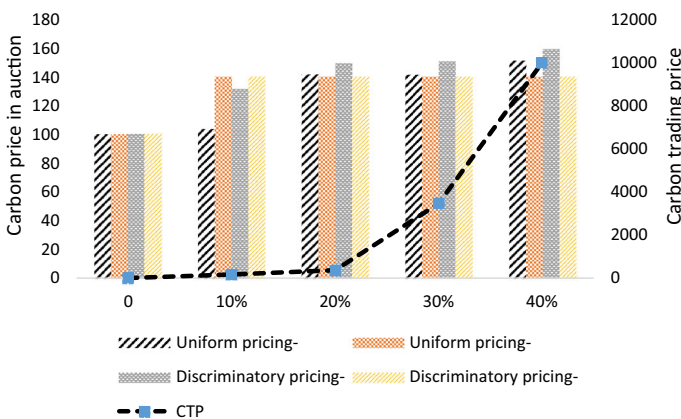 Carbon price in auction
180
160
140
120
100
80
60
40
20
0
12000
10000
8000
6000
4000
2000
0
Carbon trading price
0 10% 20% 30% 40%
Uniform pricing- Uniform pricing-
Discriminatory pricing- Discriminatory pricing-
CTP